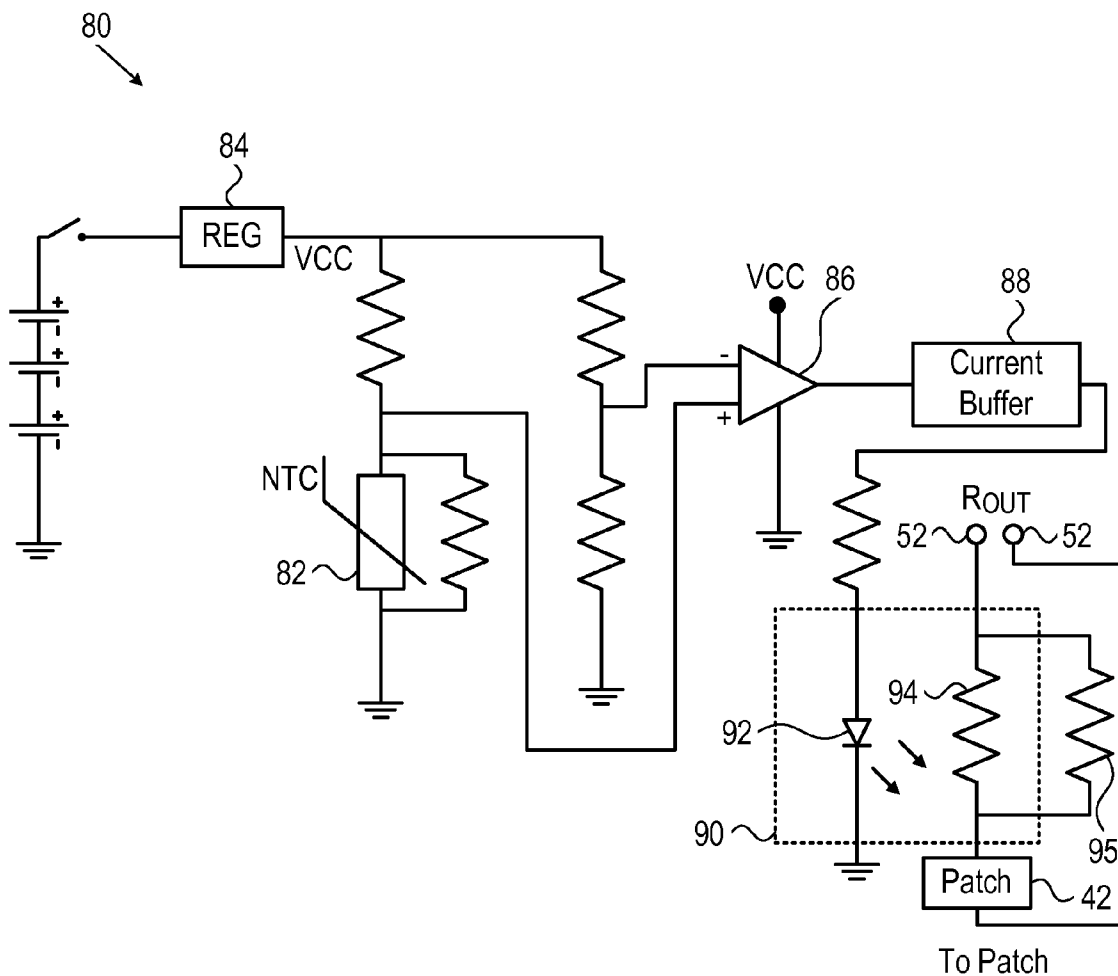 80
84
REG
VCC
+
-
+
-
+
-
NTC
82
VCC
86
-
+
88
Current
Buffer
ROUT
52
52
94
92
90
95
Patch
42
To Patch